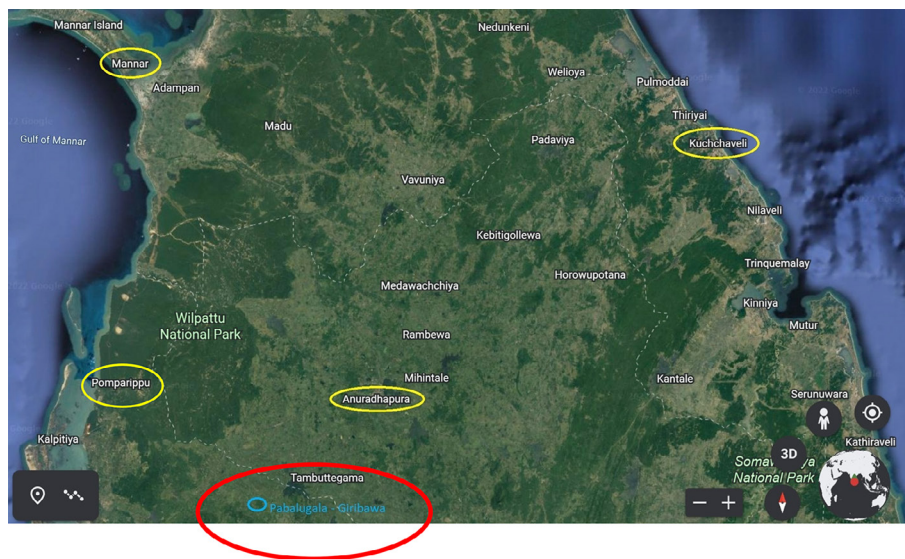 Mannar Island
Nedunkeni
Mannar
Welioya
Adampan
Pulmoddai
Thiriyai
Madu
Gulf of Mannar
Padaviya
Kuchchaveli
Vavuniya
Nilaveli
Kebitigollewa
Trinquemalay
Medawachchiya
Horowupotana
Kinniya
Wilpattu
National Park
Mutur
Rambewa
Pomparippu
Mihintale
Kantale
Anuradhapura
Serunuwara
Kalpitiya
Kathiraveli
3D
Tambuttegama
National Park
Pabalugala - Giribawa